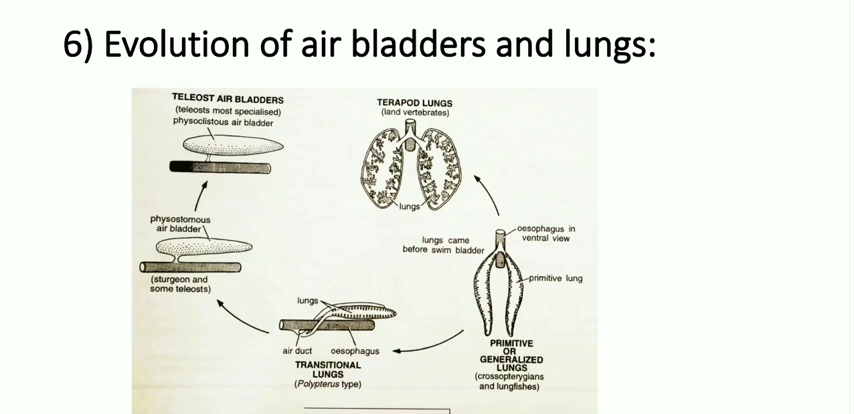 6) Evolution of air bladders and lungs:
TELEOST AIR BLADDERS
(teleosts most specialised)
physoclistous air bladder
TERAPOD LUNGS
(land vertebrates)
lungs
physostomous
air bladder
(sturgeon and
some teleosts)
lungs came
before swim bladder
oesophagus in
ventral view
primitive lung
lungs
air duct
oesophagus
TRANSITIONAL
LUNGS
(Polypterus type)
PRIMITIVE
OR
GENERALIZED
LUNGS
(crossopterygians
and lungfishes)